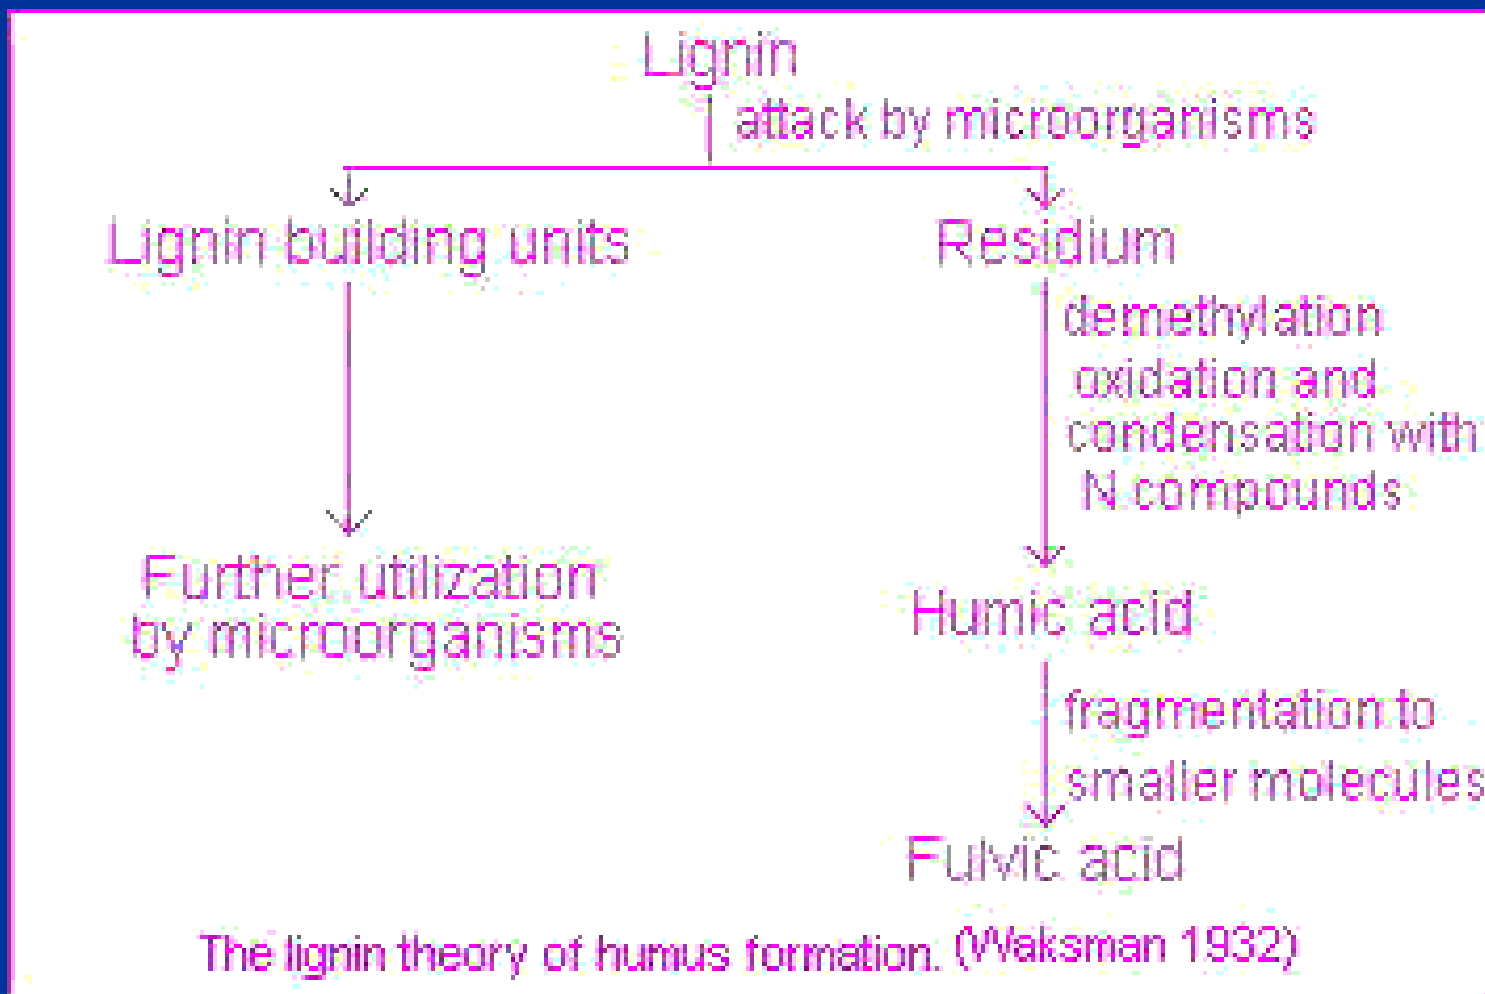 Lignin
attack by microorganisms
Lignin building units
Residium
demethylation
oxidation and
condensation with
N compounds
Further utilization
by microorganisms
Humic acid
fragmentation to
smaller molecules
Fulvic acid
The lignin theory of humus formation. (Waksman 1932)